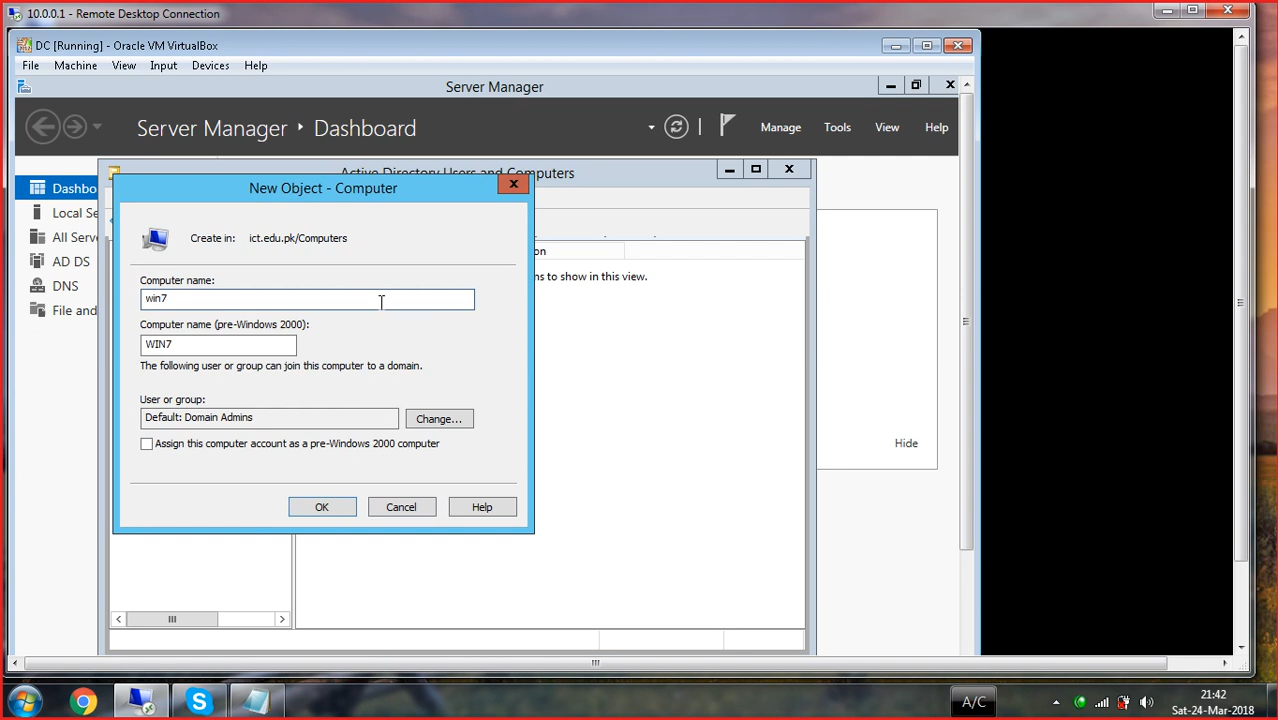 10.0.0.1 - Remote Desktop Connection
DC [Running] - Oracle VM VirtualBox
File Machine View Input Devices Help
Server Manager
Server Manager Dashboard
Manage Tools View Help
Active Directory Users and Computers
New Object - Computer
Dashbo
Local Se
All Serve
AD DS
DNS
File and
Create in: ict.edu.pk/Computers
on
ns to show in this view.
Computer name:
win7
Computer name (pre-Windows 2000):
WIN7
The following user or group can join this computer to a domain.
User or group:
Default: Domain Admins
Change...
Assign this computer account as a pre-Windows 2000 computer
Hide
OK Cancel Help
A/C
21:42
Sat-24-Mar-2018